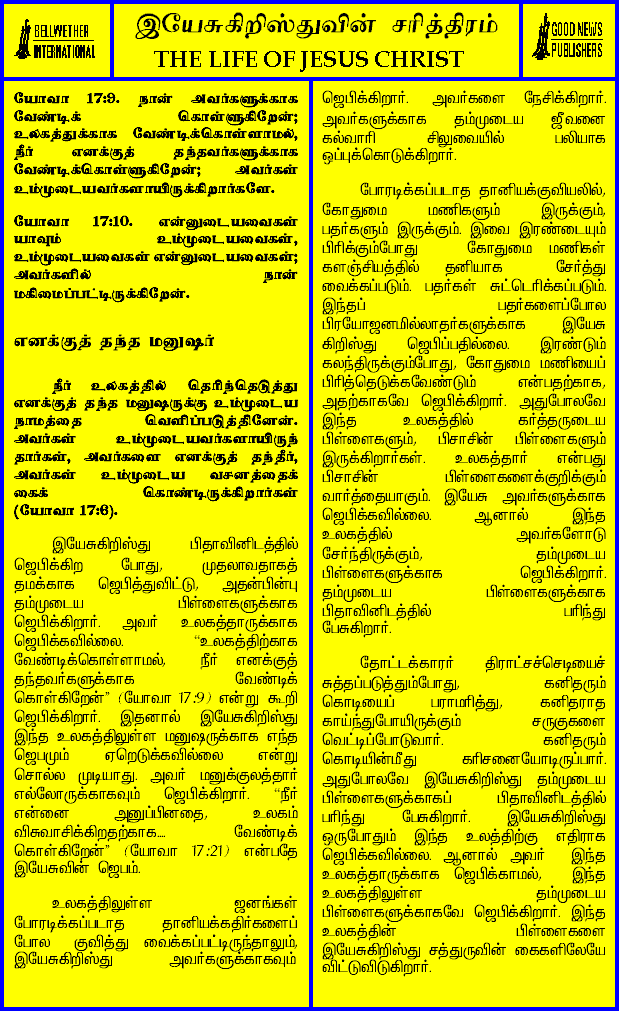 BELLWETHER
INTERNATIONAL
இயேசுகிறிஸ்துவின் சரித்திரம்
THE LIFE OF JESUS CHRIST
GOOD NEWS
PUBLISHERS
யோவா 17:9. நான் அவர்களுக்காக
வேண்டிக் கொள்ளுகிறேன்;
உலகத்துக்காக வேண்டிக்கொள்ளாமல்,
நீர் எனக்குத் தந்தவர்களுக்காக
வேண்டிக்கொள்ளுகிறேன்; அவர்கள்
உம்முடையவர்களாயிருக்கிறார்களே.
யோவா 17:10. என்னுடையவைகள்
யாவும் உம்முடையவைகள்,
உம்முடையவைகள் என்னுடையவைகள்;
அவர்களில் நான்
மகிமைப்பட்டிருக்கிறேன்.
எனக்குத் தந்த மனுஷர்
நீர் உலகத்தில் தெரிந்தெடுத்து
எனக்குத் தந்த மனுஷருக்கு உம்முடைய
நாமத்தை வெளிப்படுத்தினேன்.
அவர்கள் உம்முடையவர்களாயிருந்
தார்கள், அவர்களை எனக்குத் தந்தீர்,
அவர்கள் உம்முடைய வசனத்தைக்
கைக் கொண்டிருக்கிறார்கள்
(யோவா 17:6).
இயேசுகிறிஸ்து பிதாவினிடத்தில்
ஜெபிக்கிற போது, முதலாவதாகத்
தமக்காக ஜெபித்துவிட்டு, அதன்பின்பு
தம்முடைய பிள்ளைகளுக்காக
ஜெபிக்கிறார். அவர் உலகத்தாருக்காக
ஜெபிக்கவில்லை. “உலகத்திற்காக
வேண்டிக்கொள்ளாமல், நீர் எனக்குத்
தந்தவர்களுக்காக வேண்டிக்
கொள்கிறேன்” (யோவா 17:9) என்று கூறி
ஜெபிக்கிறார். இதனால் இயேசுகிறிஸ்து
இந்த உலகத்திலுள்ள மனுஷருக்காக எந்த
ஜெபமும் ஏறெடுக்கவில்லை என்று
சொல்ல முடியாது. அவர் மனுக்குலத்தார்
எல்லோருக்காகவும் ஜெபிக்கிறார். “நீர்
என்னை அனுப்பினதை, உலகம்
விசுவாசிக்கிறதற்காக... வேண்டிக்
கொள்கிறேன்” (யோவா 17:21) என்பதே
இயேசுவின் ஜெபம்.
உலகத்திலுள்ள ஜனங்கள்
போரடிக்கப்படாத தானியக்கதிர்களைப்
போல குவித்து வைக்கப்பட்டிருந்தாலும்,
இயேசுகிறிஸ்து அவர்களுக்காகவும்
ஜெபிக்கிறார். அவர்களை நேசிக்கிறார்.
அவர்களுக்காக தம்முடைய ஜீவனை
கல்வாரி சிலுவையில் பலியாக
ஒப்புக்கொடுக்கிறார்.
போரடிக்கப்படாத தானியக்குவியலில்,
கோதுமை மணிகளும் இருக்கும்,
பதர்களும் இருக்கும். இவை இரண்டையும்
பிரிக்கும்போது கோதுமை மணிகள்
களஞ்சியத்தில் தனியாக சேர்த்து
வைக்கப்படும். பதர்கள் சுட்டெரிக்கப்படும்.
இந்தப் பதர்களைப்போல
பிரயோஜனமில்லாதர்களுக்காக இயேசு
கிறிஸ்து ஜெபிப்பதில்லை. இரண்டும்
கலந்திருக்கும்போது, கோதுமை மணியைப்
பிரித்தெடுக்கவேண்டும் என்பதற்காக,
அதற்காகவே ஜெபிக்கிறார். அதுபோலவே
இந்த உலகத்தில் கர்த்தருடைய
பிள்ளைகளும், பிசாசின் பிள்ளைகளும்
இருக்கிறார்கள். உலகத்தார் என்பது
பிசாசின் பிள்ளைகளைக்குறிக்கும்
வார்த்தையாகும். இயேசு அவர்களுக்காக
ஜெபிக்கவில்லை. ஆனால் இந்த
உலகத்தில் அவர்களோடு
சேர்ந்திருக்கும், தம்முடைய
பிள்ளைகளுக்காக ஜெபிக்கிறார்.
தம்முடைய பிள்ளைகளுக்காக
பிதாவினிடத்தில் பரிந்து
பேசுகிறார்.
தோட்டக்காரர் திராட்சச்செடியைச்
சுத்தப்படுத்தும்போது, கனிதரும்
கொடியைப் பராமரித்து, கனிதராத
காய்ந்துபோயிருக்கும் சருகுகளை
வெட்டிப்போடுவார். கனிதரும்
கொடியின்மீது கரிசனையோடிருப்பார்.
அதுபோலவே இயேசுகிறிஸ்து தம்முடைய
பிள்ளைகளுக்காகப் பிதாவினிடத்தில்
பரிந்து பேசுகிறார். இயேசுகிறிஸ்து
ஒருபோதும் இந்த உலத்திற்கு எதிராக
ஜெபிக்கவில்லை. ஆனால் அவர் இந்த
உலகத்தாருக்காக ஜெபிக்காமல், இந்த
உலகத்திலுள்ள தம்முடைய
பிள்ளைகளுக்காகவே ஜெபிக்கிறார். இந்த
உலகத்தின் பிள்ளைகளை
இயேசுகிறிஸ்து சத்துருவின் கைகளிலேயே
விட்டுவிடுகிறார்.